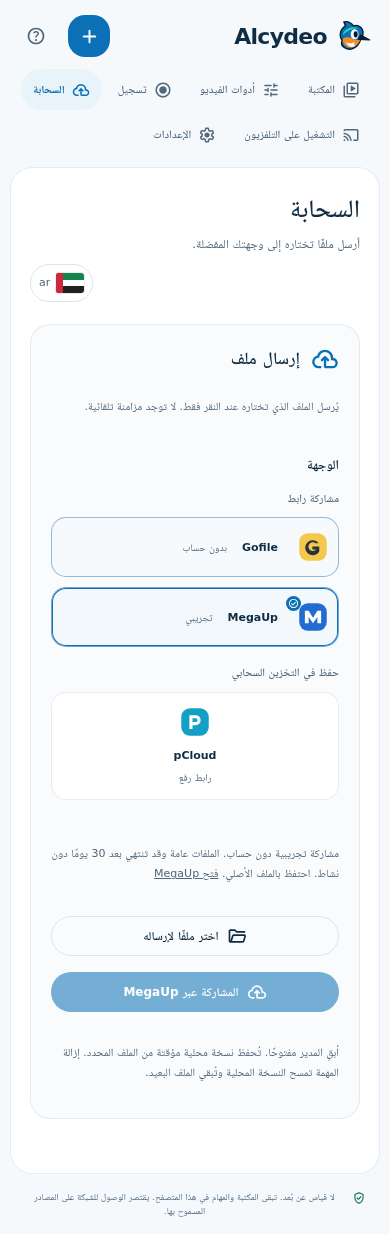 Alcydeo
المكتبة
أدوات الفيديو
تسجيل
السحابة
التشغيل على التلفزيون
الإعدادات
السحابة
أرسل ملفًا تختاره إلى وجهتك المفضلة.
ar
إرسال ملف
يُرسل الملف الذي تختاره عند النقر فقط. لا توجد مزامنة تلقائية.
الوجهة
مشاركة رابط
Gofile بدون حساب
MegaUp تجريبي
حفظ في التخزين السحابي
pCloud
رابط رفع
مشاركة تجريبية دون حساب. الملفات عامة وقد تنتهي بعد 30 يومًا دون
نشاط. احتفظ بالملف الأصلي. فتح MegaUp
اختر ملفًا لإرساله
المشاركة عبر MegaUp
أبقِ المدير مفتوحًا. تُحفظ نسخة محلية مؤقتة من الملف المحدد. إزالة
المهمة تمسح النسخة المحلية وتُبقي الملف البعيد.
لا قياس عن بُعد. تبقى المكتبة والمهام في هذا المتصفح. يقتصر الوصول للشبكة على المصادر
المسموح بها.